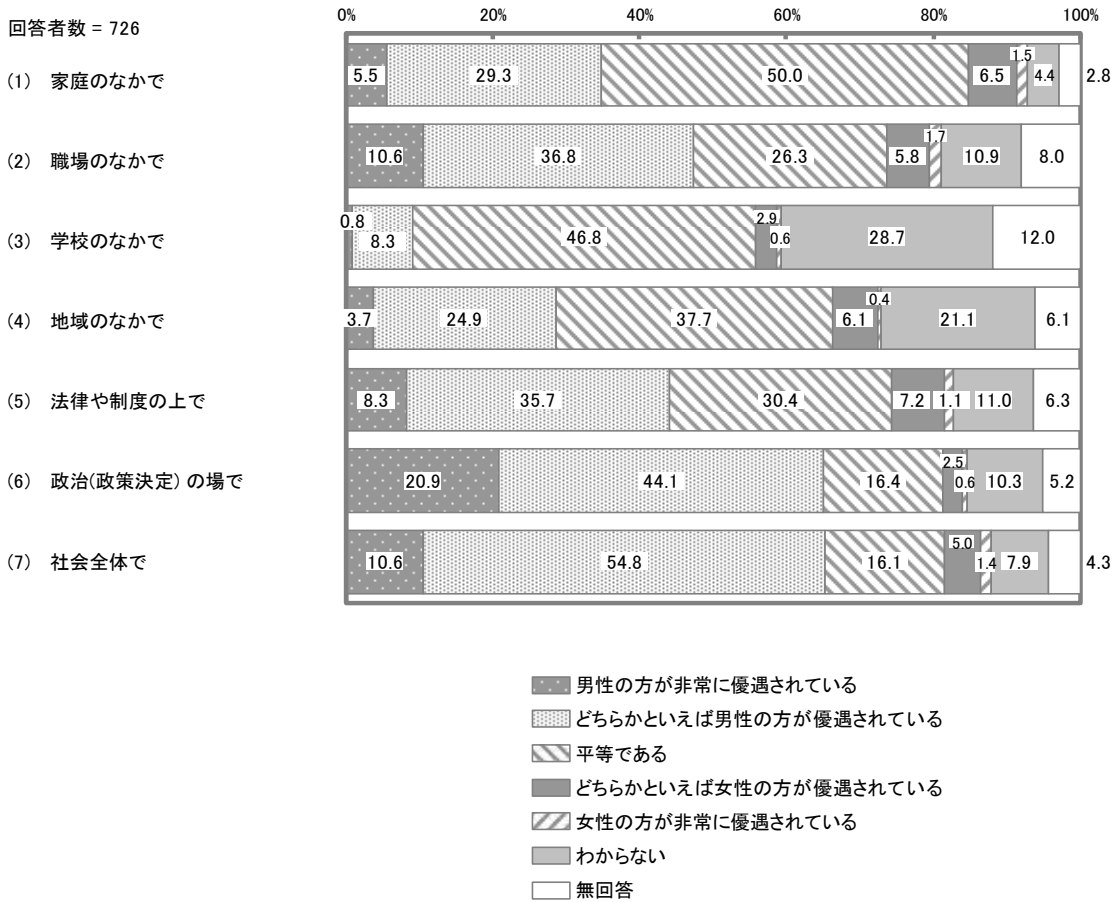 回答者数 = 726
0% 20% 40% 60% 80% 100%
(1) 家庭のなかで 5.5 29.3 50.0 6.5 1.5 4.4 2.8
(2) 職場のなかで 10.6 36.8 26.3 5.8 1.7 10.9 8.0
(3) 学校のなかで 0.8 8.3 46.8 2.9 0.6 28.7 12.0
(4) 地域のなかで 3.7 24.9 37.7 6.1 0.4 21.1 6.1
(5) 法律や制度の上で 8.3 35.7 30.4 7.2 1.1 11.0 6.3
(6) 政治(政策決定) の場で 20.9 44.1 16.4 2.5 0.6 10.3 5.2
(7) 社会全体で 10.6 54.8 16.1 5.0 1.4 7.9 4.3
男性の方が非常に優遇されている
どちらかといえば男性の方が優遇されている
平等である
どちらかといえば女性の方が優遇されている
女性の方が非常に優遇されている
わからない
無回答